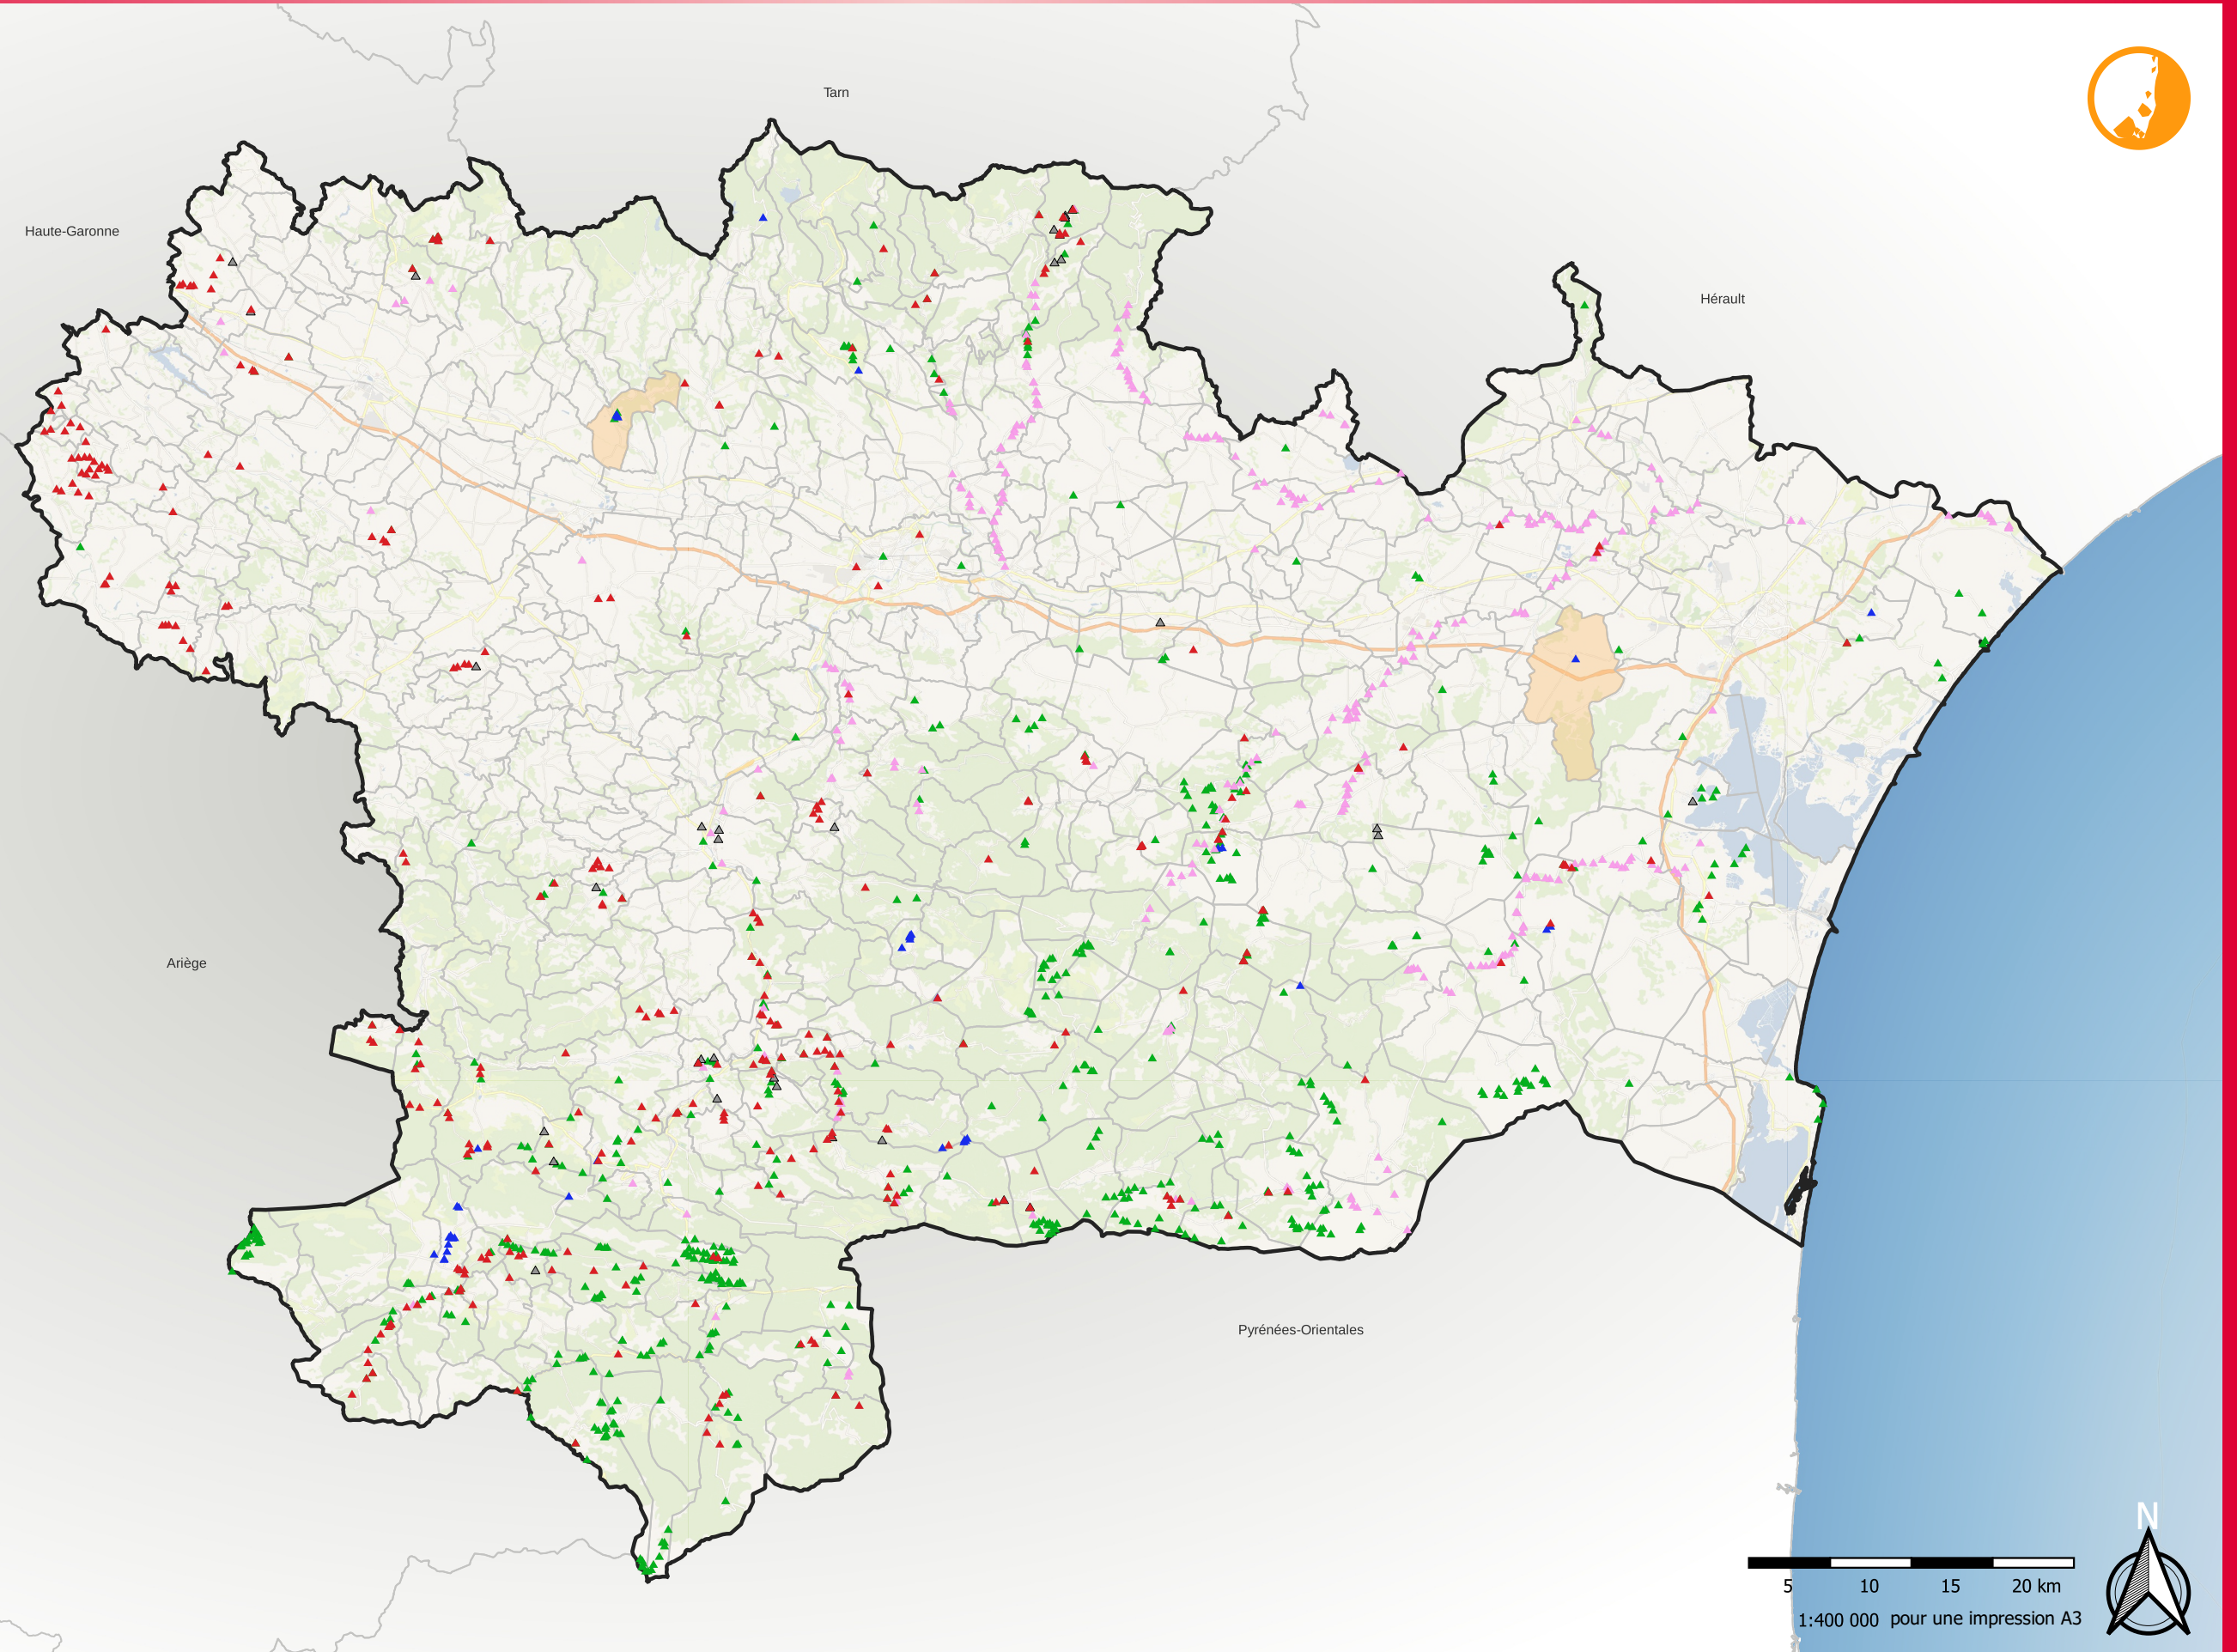 Tarn
Haute-Garonne
Hérault
Ariège
Pyrénées-Orientales
N
5 10 15 20 km
1:400 000 pour une impression A3